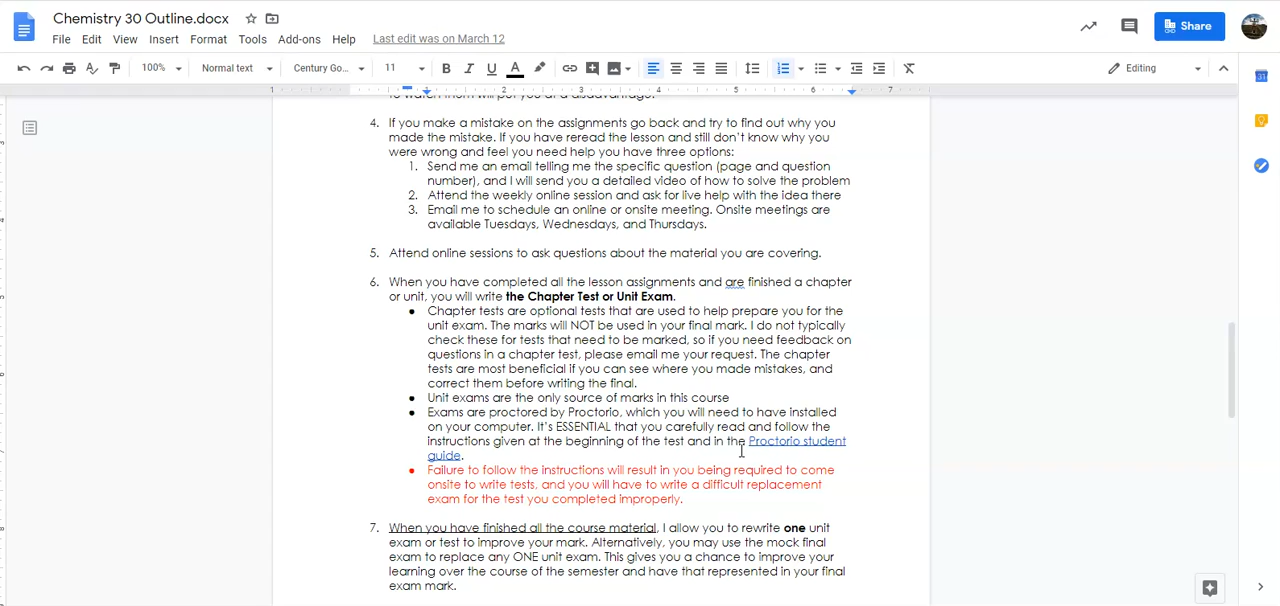 Chemistry 30 Outline.docx
File Edit View Insert Format Tools Add-ons Help Last edit was on March 12
Share
100% Normal text Century Go... 11 B I U A Editing
1 1 2 3 4 5 6 7
to watch them will put you at a disadvantage.
4. If you make a mistake on the assignments go back and try to find out why you
made the mistake. If you have reread the lesson and still don't know why you
were wrong and feel you need help you have three options:
1. Send me an email telling me the specific question (page and question
number), and I will send you a detailed video of how to solve the problem
2. Attend the weekly online session and ask for live help with the idea there
3. Email me to schedule an online or onsite meeting. Onsite meetings are
available Tuesdays, Wednesdays, and Thursdays.
5. Attend online sessions to ask questions about the material you are covering.
6. When you have completed all the lesson assignments and are finished a chapter
or unit, you will write the Chapter Test or Unit Exam.
● Chapter tests are optional tests that are used to help prepare you for the
unit exam. The marks will NOT be used in your final mark. I do not typically
check these for tests that need to be marked, so if you need feedback on
questions in a chapter test, please email me your request. The chapter
tests are most beneficial if you can see where you made mistakes, and
correct them before writing the final.
● Unit exams are the only source of marks in this course
● Exams are proctored by Proctorio, which you will need to have installed
on your computer. It's ESSENTIAL that you carefully read and follow the
instructions given at the beginning of the test and in the Proctorio student
guide.
● Failure to follow the instructions will result in you being required to come
onsite to write tests, and you will have to write a difficult replacement
exam for the test you completed improperly.
7. When you have finished all the course material, I allow you to rewrite one unit
exam or test to improve your mark. Alternatively, you may use the mock final
exam to replace any ONE unit exam. This gives you a chance to improve your
learning over the course of the semester and have that represented in your final
exam mark.